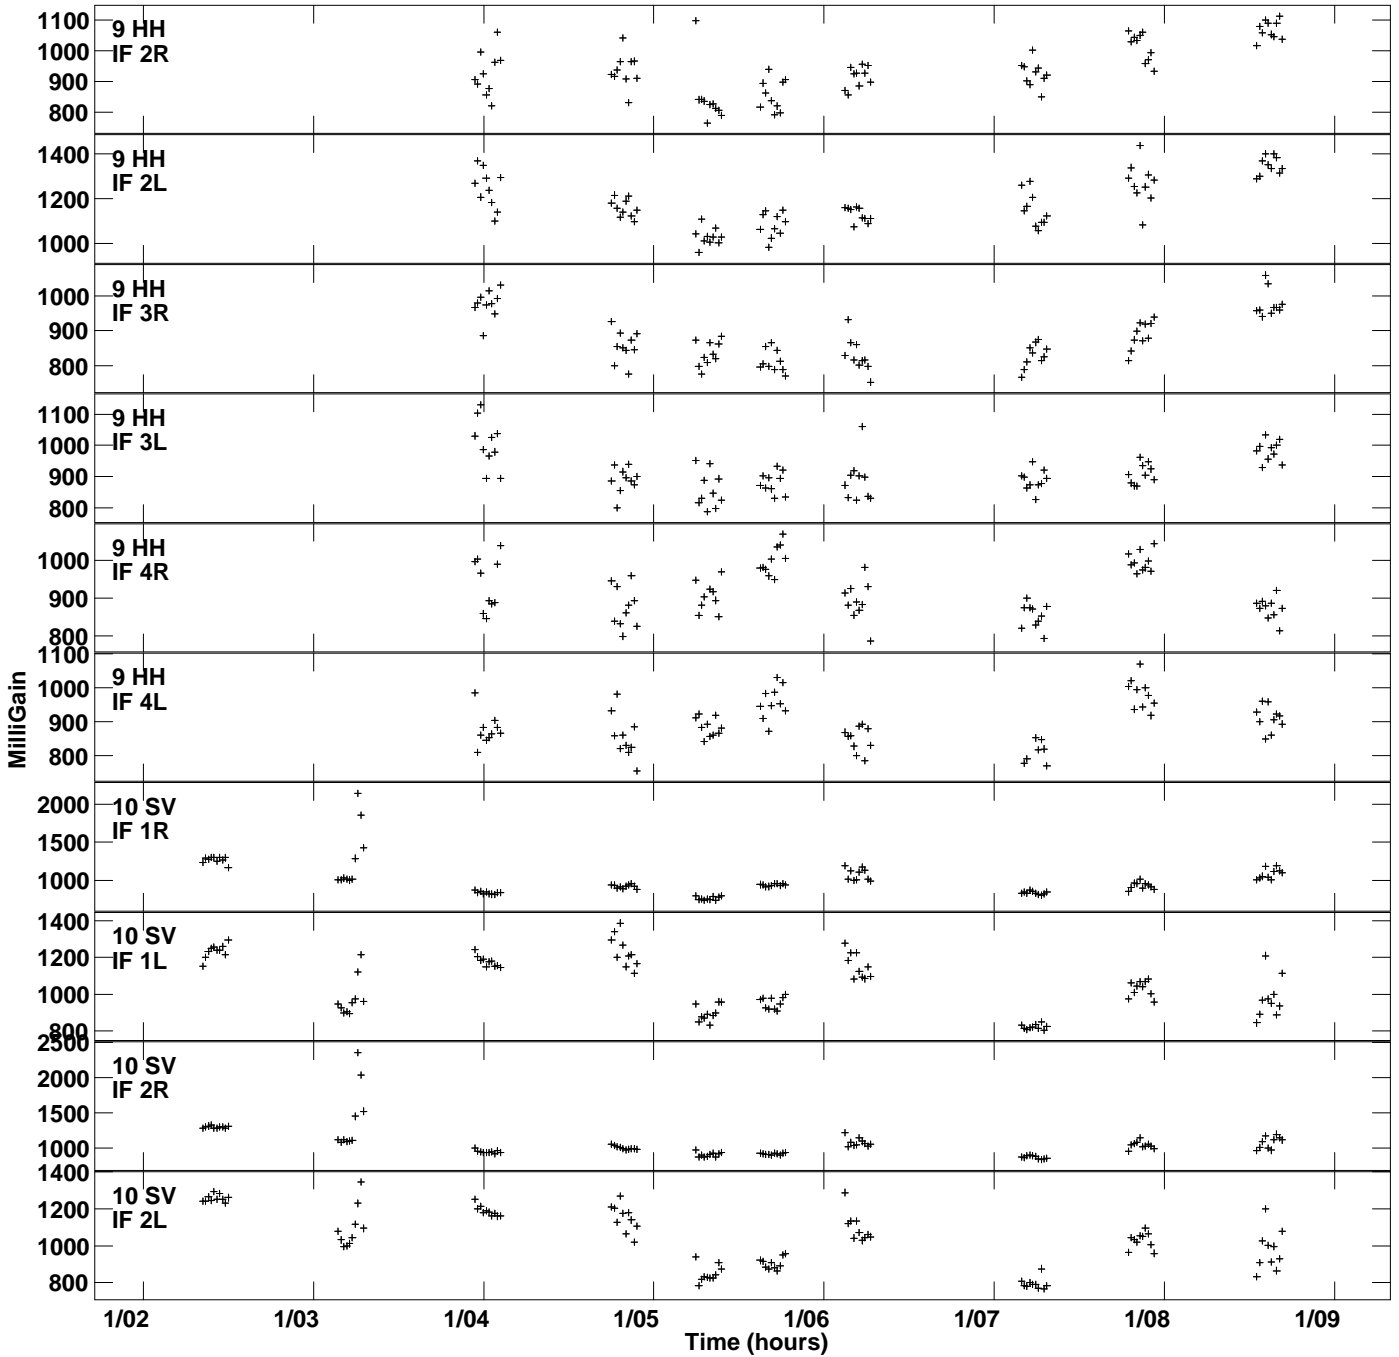 9 HH
IF 2R
1100
1000
900
800
9 HH
IF 2L
1400
1200
1000
9 HH
IF 3R
1000
900
800
9 HH
IF 3L
1100
1000
900
800
9 HH
IF 4R
1000
900
800
9 HH
IF 4L
1100
1000
900
800
MilliGain
10 SV
IF 1R
2000
1500
1000
10 SV
IF 1L
1400
1200
1000
800
10 SV
IF 2R
2500
2000
1500
1000
10 SV
IF 2L
1400
1200
1000
800
1/02 1/03 1/04 1/05 1/06 1/07 1/08 1/09
Time (hours)